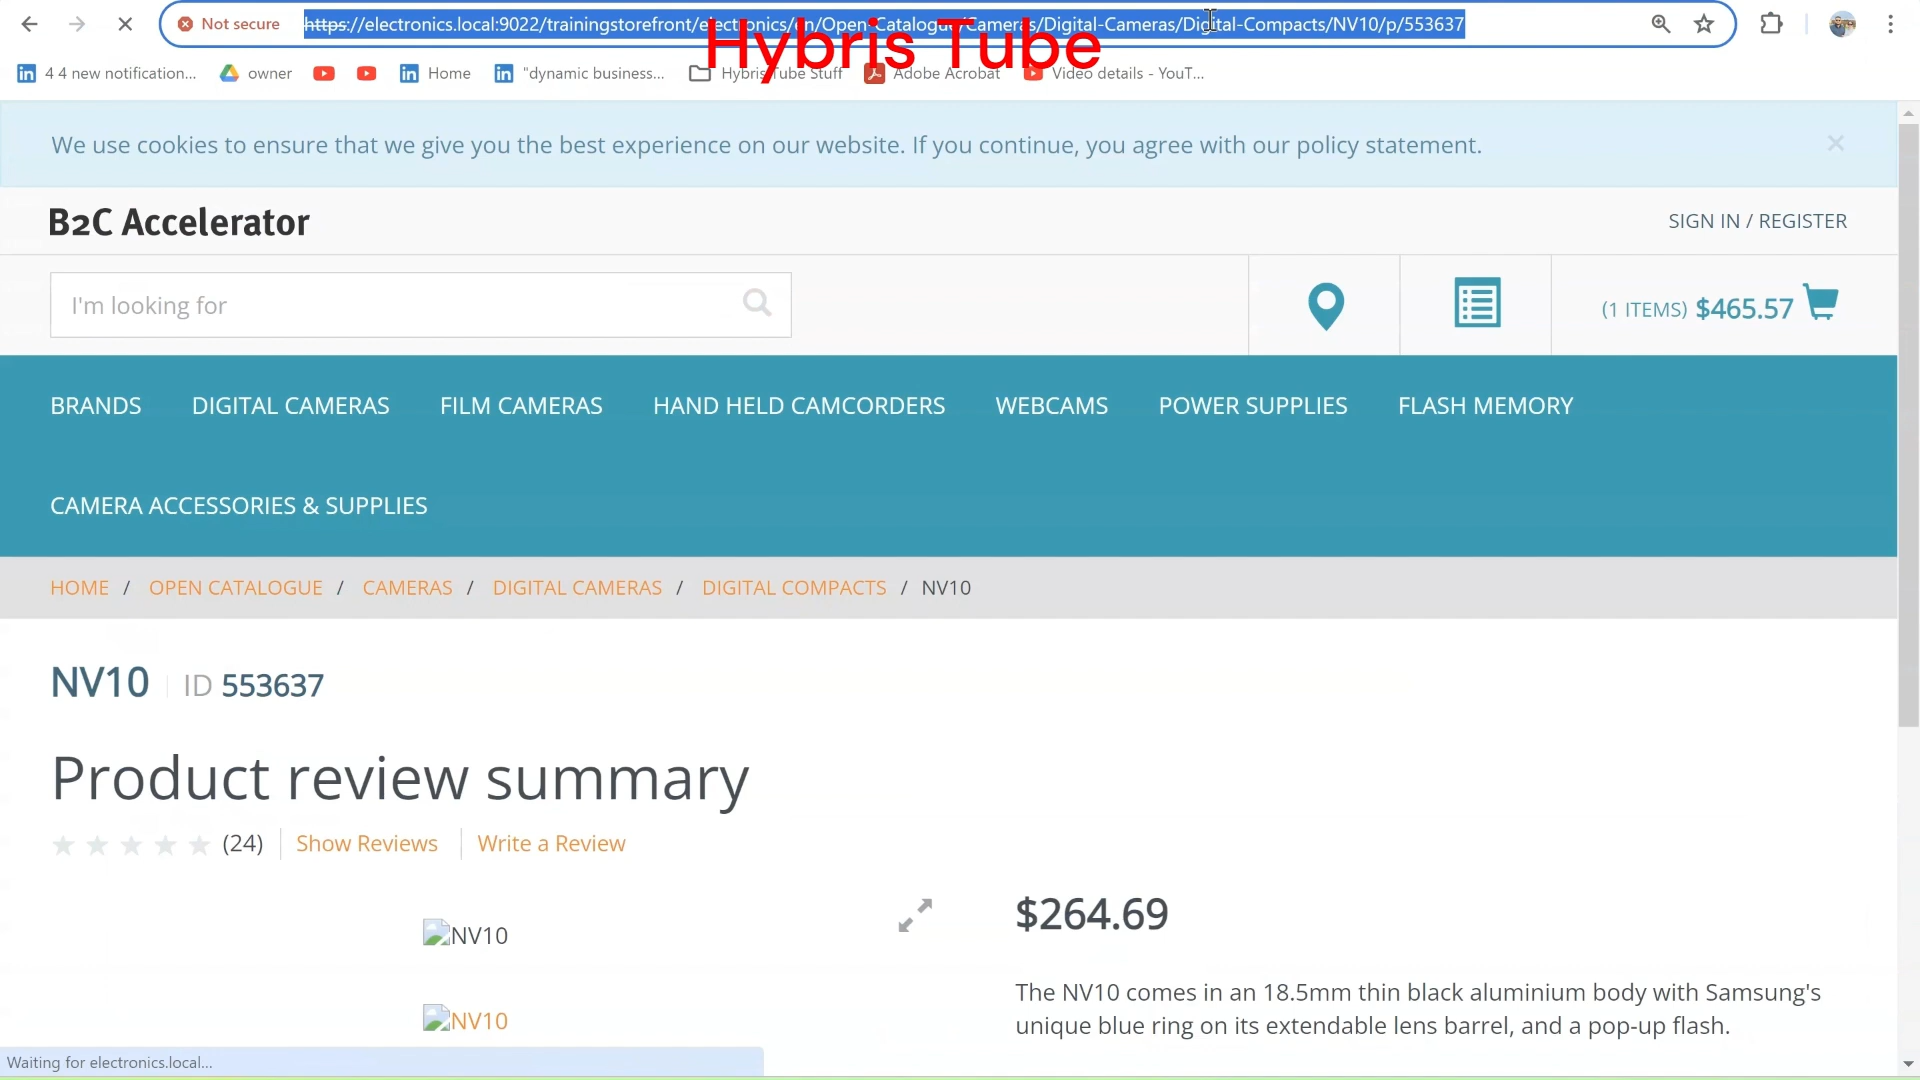 Not secure https://electronics.local:9022/trainingstorefront/electronics/en/Open-Catalogue/Cameras/Digital-Cameras/Digital-Compacts/NV10/p/553637
Hybris Tube
4 4 new notification... owner Home "dynamic business... Hybris Tube Stuff Adobe Acrobat Video details - YouT...
We use cookies to ensure that we give you the best experience on our website. If you continue, you agree with our policy statement.
B2C Accelerator
SIGN IN / REGISTER
I'm looking for
(1 ITEMS) $465.57
BRANDS DIGITAL CAMERAS FILM CAMERAS HAND HELD CAMCORDERS WEBCAMS POWER SUPPLIES FLASH MEMORY
CAMERA ACCESSORIES & SUPPLIES
HOME / OPEN CATALOGUE / CAMERAS / DIGITAL CAMERAS / DIGITAL COMPACTS / NV10
NV10 ID 553637
Product review summary
(24) Show Reviews Write a Review
NV10
NV10
$264.69
The NV10 comes in an 18.5mm thin black aluminium body with Samsung's
unique blue ring on its extendable lens barrel, and a pop-up flash.
Waiting for electronics.local...